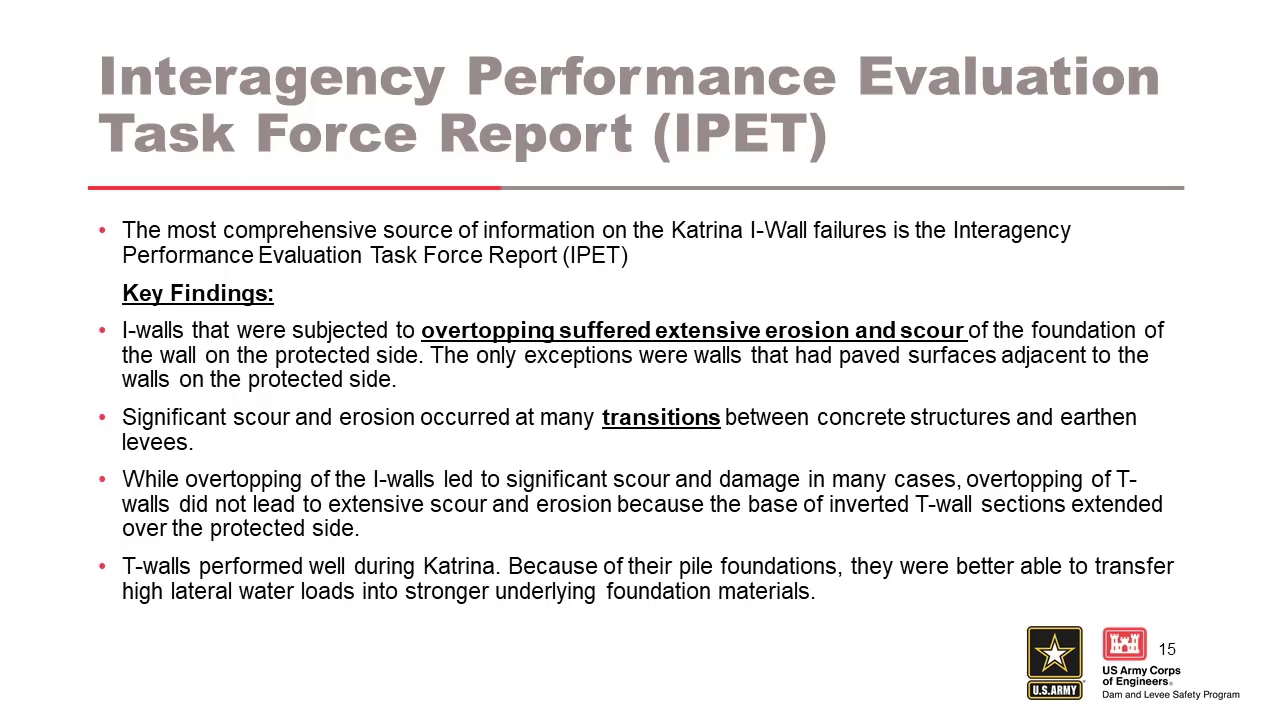 Interagency Performance Evaluation
Task Force Report (IPET)
• The most comprehensive source of information on the Katrina I-Wall failures is the Interagency
Performance Evaluation Task Force Report (IPET)
Key Findings:
• I-walls that were subjected to overtopping suffered extensive erosion and scour of the foundation of
the wall on the protected side. The only exceptions were walls that had paved surfaces adjacent to the
walls on the protected side.
• Significant scour and erosion occurred at many transitions between concrete structures and earthen
levees.
• While overtopping of the I-walls led to significant scour and damage in many cases, overtopping of T-
walls did not lead to extensive scour and erosion because the base of inverted T-wall sections extended
over the protected side.
• T-walls performed well during Katrina. Because of their pile foundations, they were better able to transfer
high lateral water loads into stronger underlying foundation materials.
15
U.S.ARMY
US Army Corps
of Engineers®
Dam and Levee Safety Program